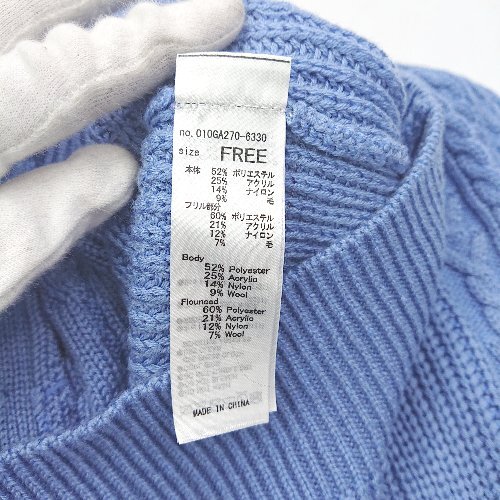 no. 010GA270-6330
size FREE
本体 52% ポリエステル
25% アクリル
14% ナイロン
9% 毛
フリル部分
60% ポリエステル
21% アクリル
12% ナイロン
7% 毛
Body
52% Polyester
25% Acrylic
14% Nylon
9% Wool
Flounced
60% Polyester
21% Acrylic
12% Nylon
7% Wool
MADE IN CHINA